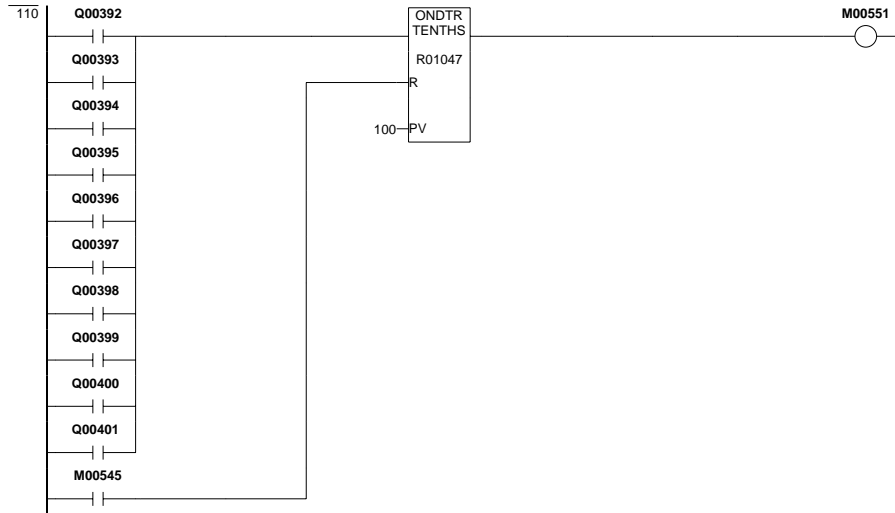 110 Q00392 ONDTR M00551
TENTHS
Q00393 R01047
R
Q00394
100 PV
Q00395
Q00396
Q00397
Q00398
Q00399
Q00400
Q00401
M00545